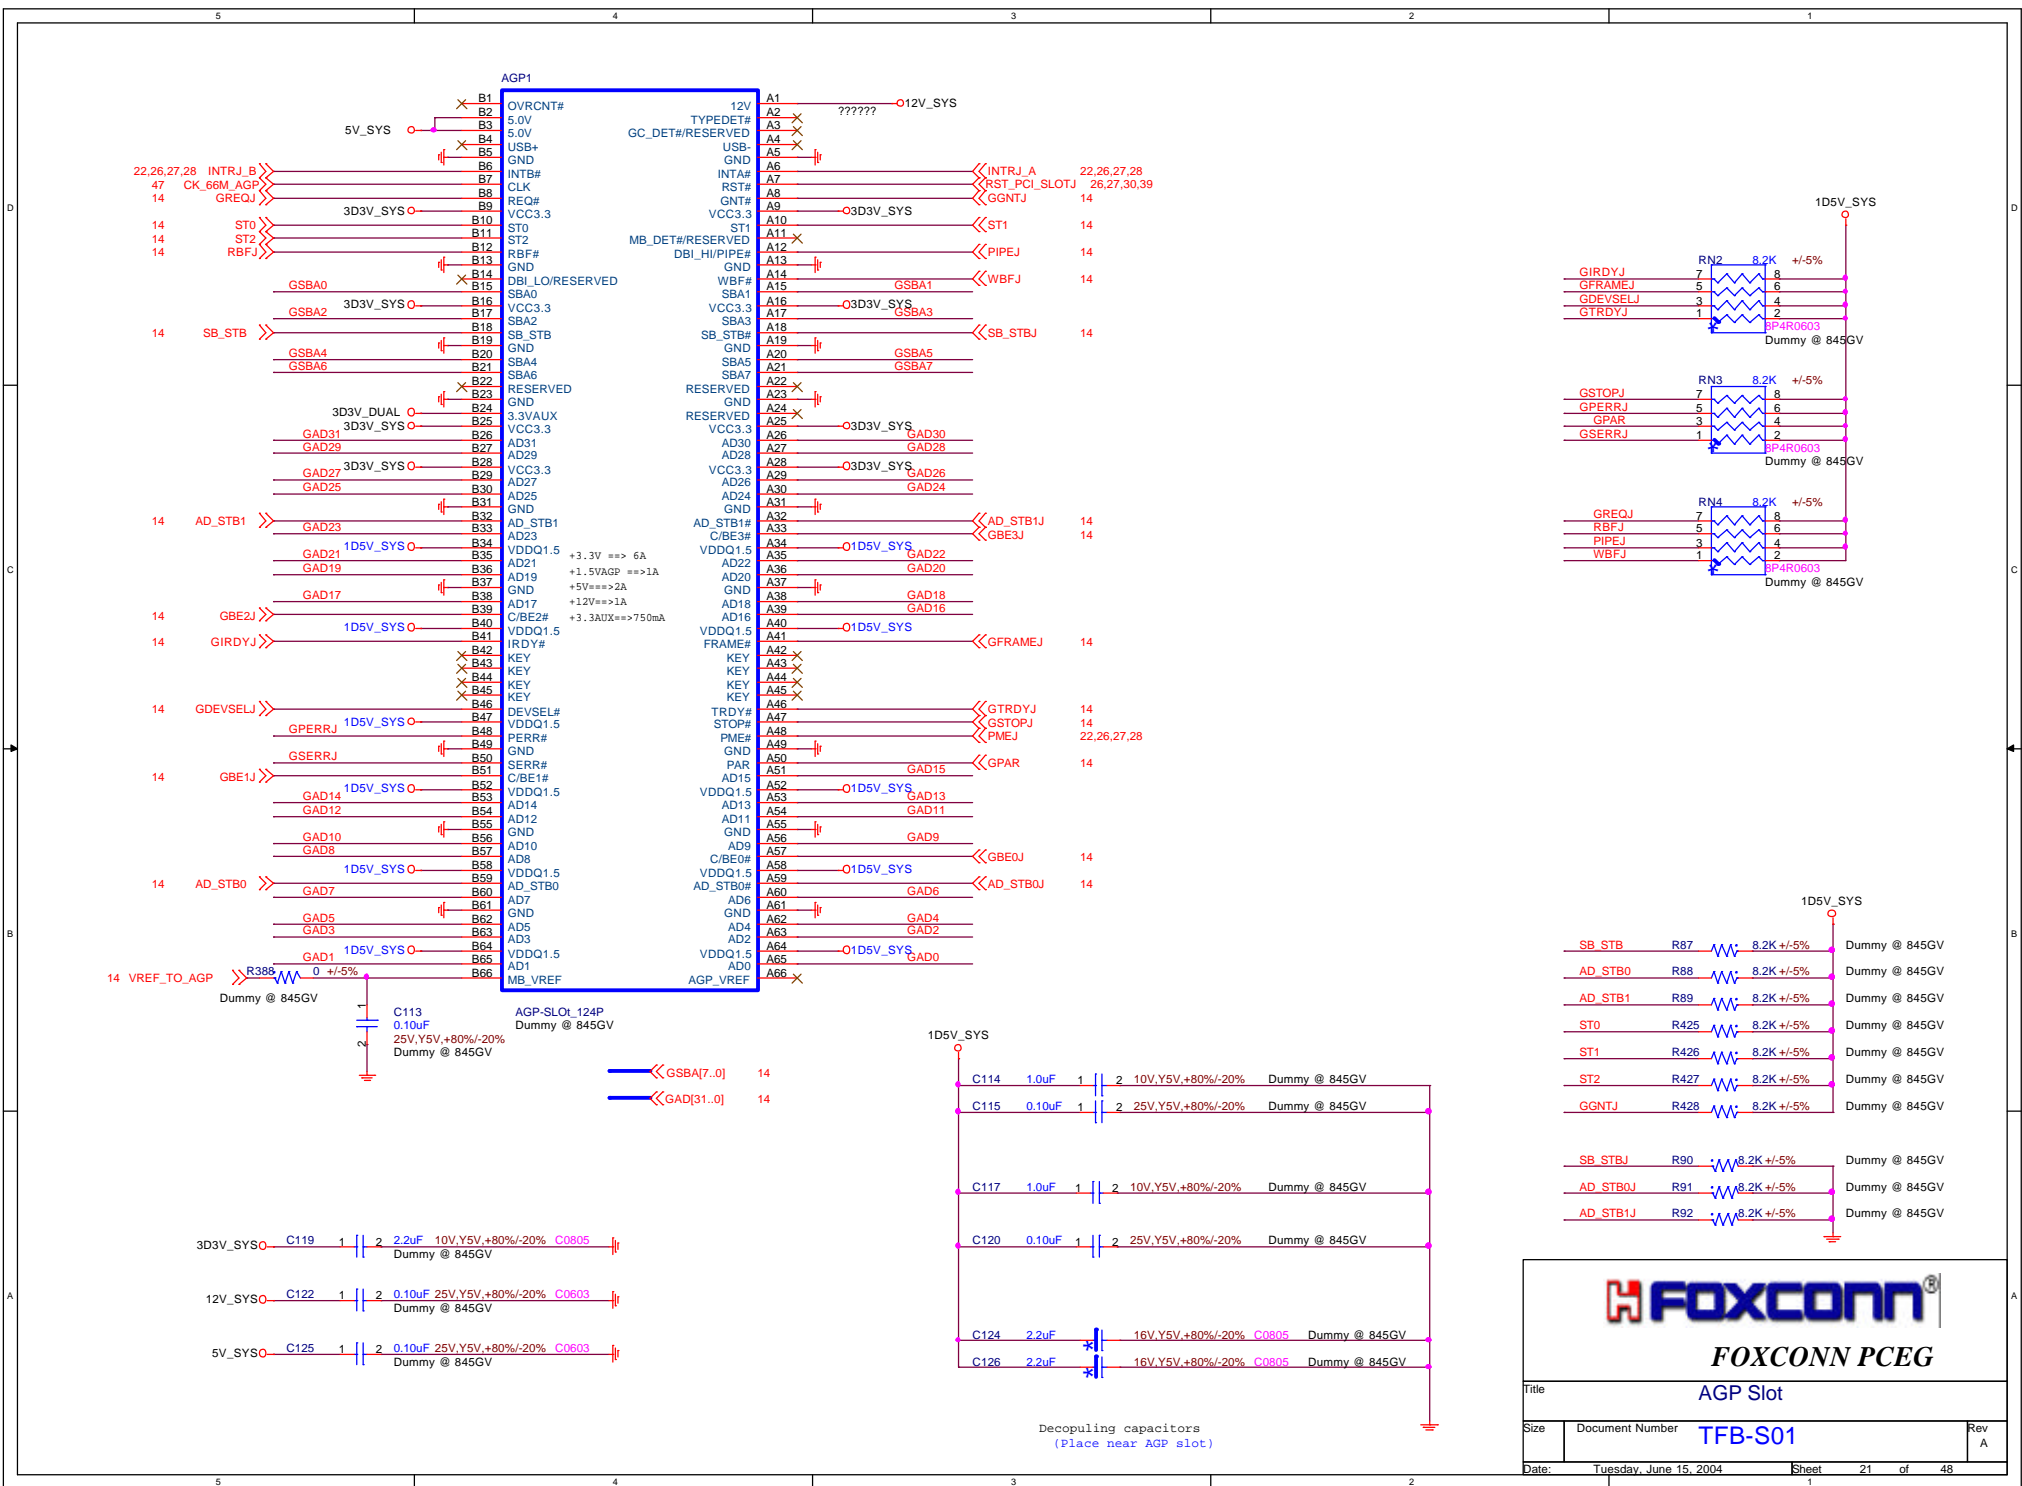 5 4 3 2 1
AGP1
B1 OVRCNT# 12V A1 ?????? 12V_SYS
B2 5.0V TYPEDET# A2
5V_SYS B3 5.0V GC_DET#/RESERVED A3
B4 USB+ USB- A4
B5 GND GND A5
22,26,27,28 INTRJ_B B6 INTB# INTA# A6 INTRJ_A 22,26,27,28
47 CK_66M_AGP B7 CLK RST# A7 RST_PCI_SLOTJ 26,27,30,39
14 GREQJ B8 REQ# GNT# A8 GGNTJ 14
3D3V_SYS B9 VCC3.3 VCC3.3 A9 3D3V_SYS
14 ST0 B10 ST0 ST1 A10 ST1 14
14 ST2 B11 ST2 MB_DET#/RESERVED A11
14 RBFJ B12 RBF# DBI_HI/PIPE# A12 PIPEJ 14
B13 GND GND A13
B14 DBI_LO/RESERVED WBF# A14 WBFJ 14
GSBA0 B15 SBA0 SBA1 A15 GSBA1
3D3V_SYS B16 VCC3.3 VCC3.3 A16 3D3V_SYS
GSBA2 B17 SBA2 SBA3 A17 GSBA3
14 SB_STB B18 SB_STB SB_STB# A18 SB_STBJ 14
B19 GND GND A19
GSBA4 B20 SBA4 SBA5 A20 GSBA5
GSBA6 B21 SBA6 SBA7 A21 GSBA7
B22 RESERVED RESERVED A22
B23 GND GND A23
3D3V_DUAL B24 3.3VAUX RESERVED A24
3D3V_SYS B25 VCC3.3 VCC3.3 A25 3D3V_SYS
GAD31 B26 AD31 AD30 A26 GAD30
GAD29 B27 AD29 AD28 A27 GAD28
3D3V_SYS B28 VCC3.3 VCC3.3 A28 3D3V_SYS
GAD27 B29 AD27 AD26 A29 GAD26
GAD25 B30 AD25 AD24 A30 GAD24
B31 GND GND A31
14 AD_STB1 B32 AD_STB1 AD_STB1# A32 AD_STB1J 14
GAD23 B33 AD23 C/BE3# A33 GBE3J 14
1D5V_SYS B34 VDDQ1.5 VDDQ1.5 A34 1D5V_SYS
+3.3V ==> 6A
GAD21 B35 AD21 AD22 A35 GAD22
+1.5VAGP ==>1A
GAD19 B36 AD19 AD20 A36 GAD20
+5V===>2A
B37 GND GND A37
+12V==>1A
GAD17 B38 AD17 AD18 A38 GAD18
+3.3AUX==>750mA
14 GBE2J B39 C/BE2# AD16 A39 GAD16
1D5V_SYS B40 VDDQ1.5 VDDQ1.5 A40 1D5V_SYS
14 GIRDYJ B41 IRDY# FRAME# A41 GFRAMEJ 14
B42 KEY KEY A42
B43 KEY KEY A43
B44 KEY KEY A44
B45 KEY KEY A45
14 GDEVSELJ B46 DEVSEL# TRDY# A46 GTRDYJ 14
1D5V_SYS B47 VDDQ1.5 STOP# A47 GSTOPJ 14
GPERRJ B48 PERR# PME# A48 PMEJ 22,26,27,28
B49 GND GND A49
GSERRJ B50 SERR# PAR A50 GPAR 14
14 GBE1J B51 C/BE1# AD15 A51 GAD15
1D5V_SYS B52 VDDQ1.5 VDDQ1.5 A52 1D5V_SYS
GAD14 B53 AD14 AD13 A53 GAD13
GAD12 B54 AD12 AD11 A54 GAD11
B55 GND GND A55
GAD10 B56 AD10 AD9 A56 GAD9
GAD8 B57 AD8 C/BE0# A57 GBE0J 14
1D5V_SYS B58 VDDQ1.5 VDDQ1.5 A58 1D5V_SYS
14 AD_STB0 B59 AD_STB0 AD_STB0# A59 AD_STB0J 14
GAD7 B60 AD7 AD6 A60 GAD6
B61 GND GND A61
GAD5 B62 AD5 AD4 A62 GAD4
GAD3 B63 AD3 AD2 A63 GAD2
1D5V_SYS B64 VDDQ1.5 VDDQ1.5 A64 1D5V_SYS
GAD1 B65 AD1 AD0 A65 GAD0
14 VREF_TO_AGP R388 0 +/-5% B66 MB_VREF AGP_VREF A66
Dummy @ 845GV
1 2
C113
0.10uF
25V,Y5V,+80%/-20%
Dummy @ 845GV
AGP-SLOt_124P
Dummy @ 845GV
GSBA[7..0] 14
GAD[31..0] 14
1D5V_SYS
RN2 8.2K +/-5%
GIRDYJ 7 8
GFRAMEJ 5 6
GDEVSELJ 3 4
GTRDYJ 1 2
8P4R0603
Dummy @ 845GV
RN3 8.2K +/-5%
GSTOPJ 7 8
GPERRJ 5 6
GPAR 3 4
GSERRJ 1 2
8P4R0603
Dummy @ 845GV
RN4 8.2K +/-5%
GREQJ 7 8
RBFJ 5 6
PIPEJ 3 4
WBFJ 1 2
8P4R0603
Dummy @ 845GV
1D5V_SYS
SB_STB R87 8.2K +/-5% Dummy @ 845GV
AD_STB0 R88 8.2K +/-5% Dummy @ 845GV
AD_STB1 R89 8.2K +/-5% Dummy @ 845GV
ST0 R425 8.2K +/-5% Dummy @ 845GV
ST1 R426 8.2K +/-5% Dummy @ 845GV
ST2 R427 8.2K +/-5% Dummy @ 845GV
GGNTJ R428 8.2K +/-5% Dummy @ 845GV
SB_STBJ R90 8.2K +/-5% Dummy @ 845GV
AD_STB0J R91 8.2K +/-5% Dummy @ 845GV
AD_STB1J R92 8.2K +/-5% Dummy @ 845GV
1D5V_SYS
C114 1.0uF 1 2 10V,Y5V,+80%/-20% Dummy @ 845GV
C115 0.10uF 1 2 25V,Y5V,+80%/-20% Dummy @ 845GV
C117 1.0uF 1 2 10V,Y5V,+80%/-20% Dummy @ 845GV
C120 0.10uF 1 2 25V,Y5V,+80%/-20% Dummy @ 845GV
C124 2.2uF 16V,Y5V,+80%/-20% C0805 Dummy @ 845GV
C126 2.2uF 16V,Y5V,+80%/-20% C0805 Dummy @ 845GV
3D3V_SYS C119 1 2 2.2uF 10V,Y5V,+80%/-20% C0805
Dummy @ 845GV
12V_SYS C122 1 2 0.10uF 25V,Y5V,+80%/-20% C0603
Dummy @ 845GV
5V_SYS C125 1 2 0.10uF 25V,Y5V,+80%/-20% C0603
Dummy @ 845GV
Decopuling capacitors
(Place near AGP slot)
FOXCONN®
FOXCONN PCEG
Title AGP Slot
Size Document Number TFB-S01 Rev A
Date: Tuesday, June 15, 2004 Sheet 21 of 48
D C B A
D C B A
5 4 3 2 1